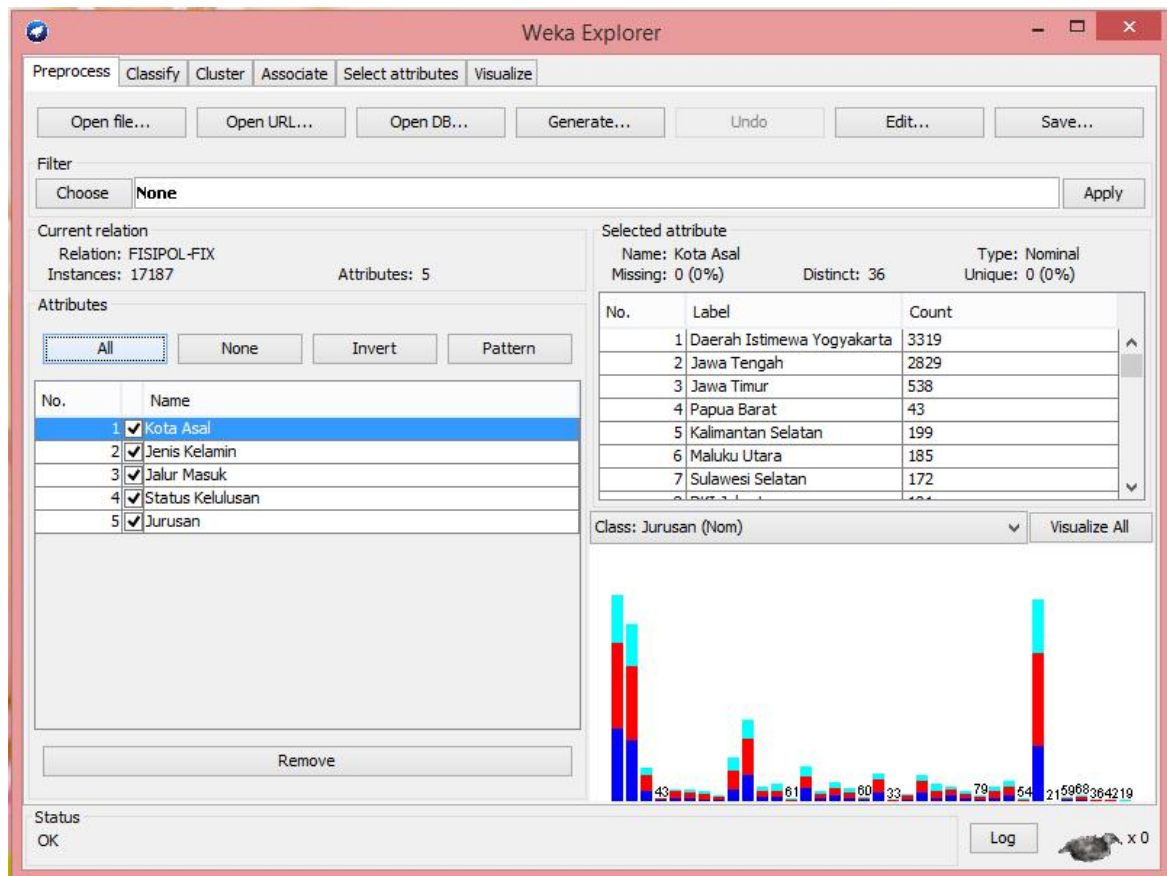 Weka Explorer
Preprocess Classify Cluster Associate Select attributes Visualize
Open file... Open URL... Open DB... Generate... Undo Edit... Save...
Filter
Choose None Apply
Current relation
Relation: FISIPOL-FIX
Instances: 17187 Attributes: 5
Attributes
All None Invert Pattern
No. Name
1 Kota Asal
2 Jenis Kelamin
3 Jalur Masuk
4 Status Kelulusan
5 Jurusan
Remove
Selected attribute
Name: Kota Asal Type: Nominal
Missing: 0 (0%) Distinct: 36 Unique: 0 (0%)
No. Label Count
1 Daerah Istimewa Yogyakarta 3319
2 Jawa Tengah 2829
3 Jawa Timur 538
4 Papua Barat 43
5 Kalimantan Selatan 199
6 Maluku Utara 185
7 Sulawesi Selatan 172
Class: Jurusan (Nom) Visualize All
43 61 60 33 79 54 21 59 68 36 42 19
Status
OK
Log x 0